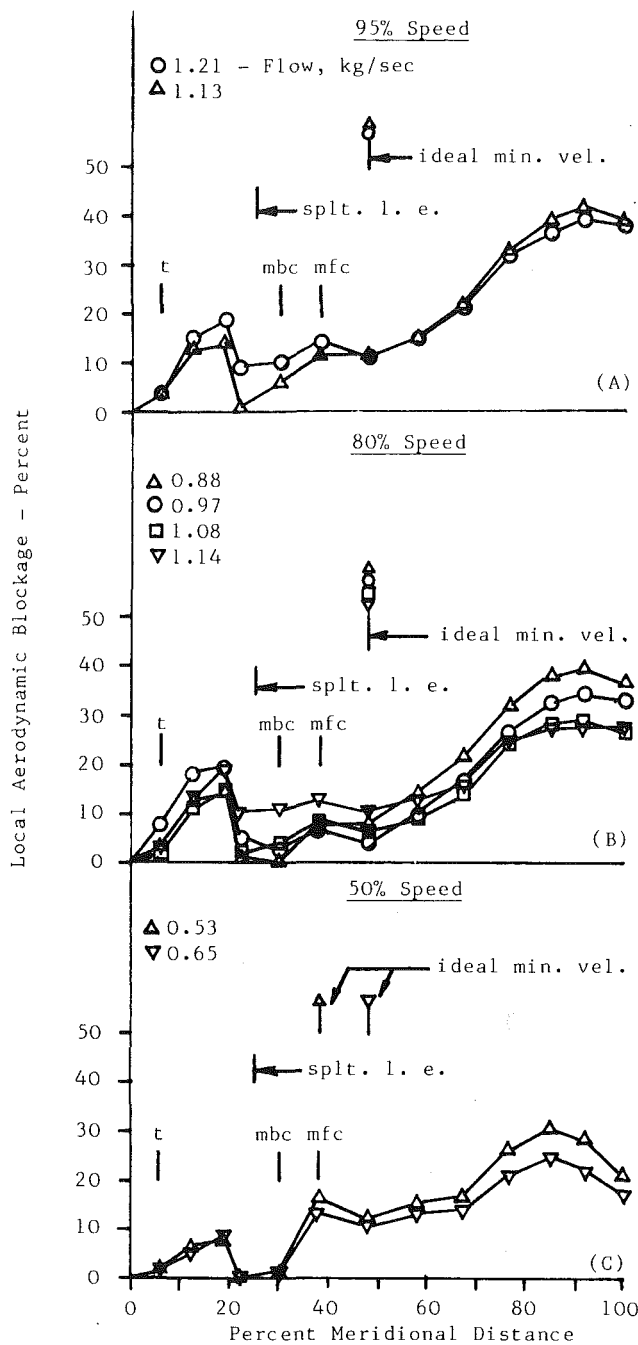 95% Speed
1.21 - Flow, kg/sec
1.13
ideal min. vel.
splt. l. e.
t mbc mfc
50
40
30
20
10
0
(A)
80% Speed
0.88
0.97
1.08
1.14
ideal min. vel.
splt. l. e.
t mbc mfc
50
40
30
20
10
0
(B)
50% Speed
0.53
0.65
ideal min. vel.
splt. l. e.
t mbc mfc
50
40
30
20
10
0
(C)
0 20 40 60 80 100
Percent Meridional Distance
Local Aerodynamic Blockage - Percent